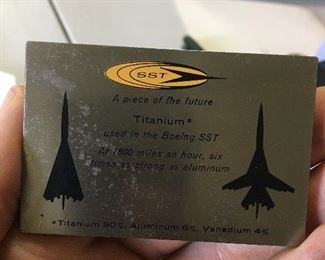 SST
A piece of the future
Titanium*
used in the Boeing SST
At 1800 miles an hour, six
times as strong as aluminum
*Titanium 90%, Aluminum 6%, Vanadium 4%